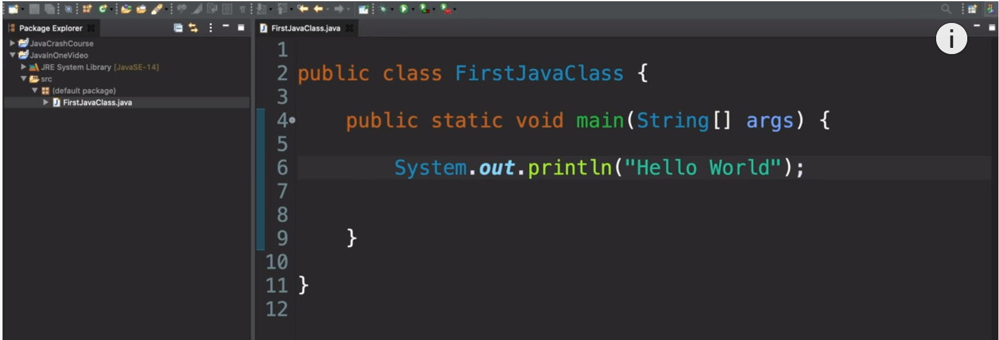 Package Explorer
JavaCrashCourse
JavaInOneVideo
JRE System Library [JavaSE-14]
src
(default package)
FirstJavaClass.java
FirstJavaClass.java
i
1
2 public class FirstJavaClass {
3
4 public static void main(String[] args) {
5
6 System.out.println("Hello World");
7
8
9 }
10
11 }
12